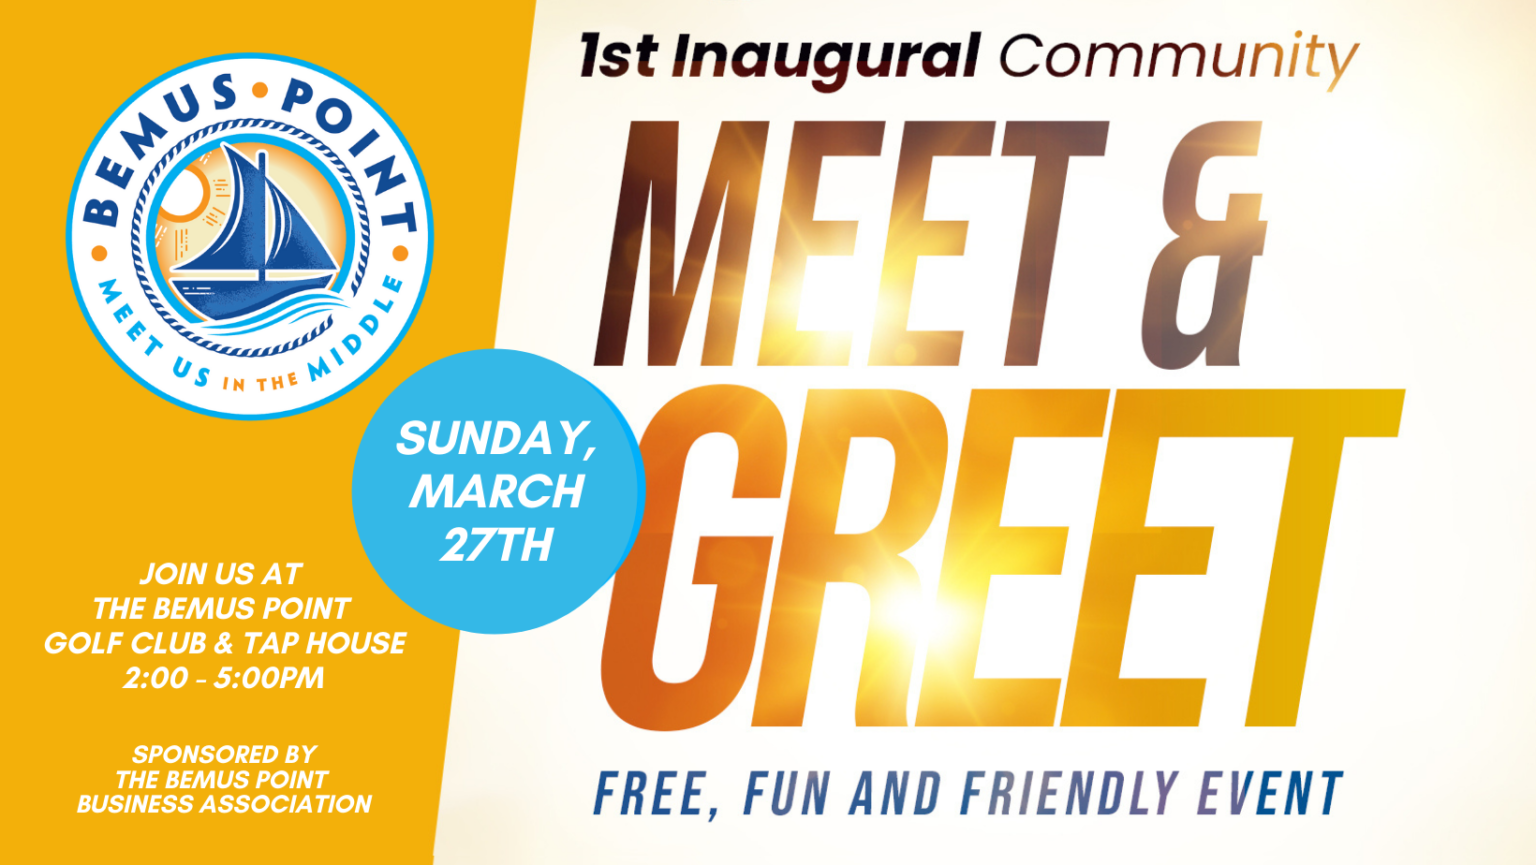 BEMUS • POINT
• MEET US IN THE MIDDLE •
1st Inaugural Community
MEET &
GREET
SUNDAY,
MARCH
27TH
JOIN US AT
THE BEMUS POINT
GOLF CLUB & TAP HOUSE
2:00 - 5:00PM
SPONSORED BY
THE BEMUS POINT
BUSINESS ASSOCIATION
FREE, FUN AND FRIENDLY EVENT